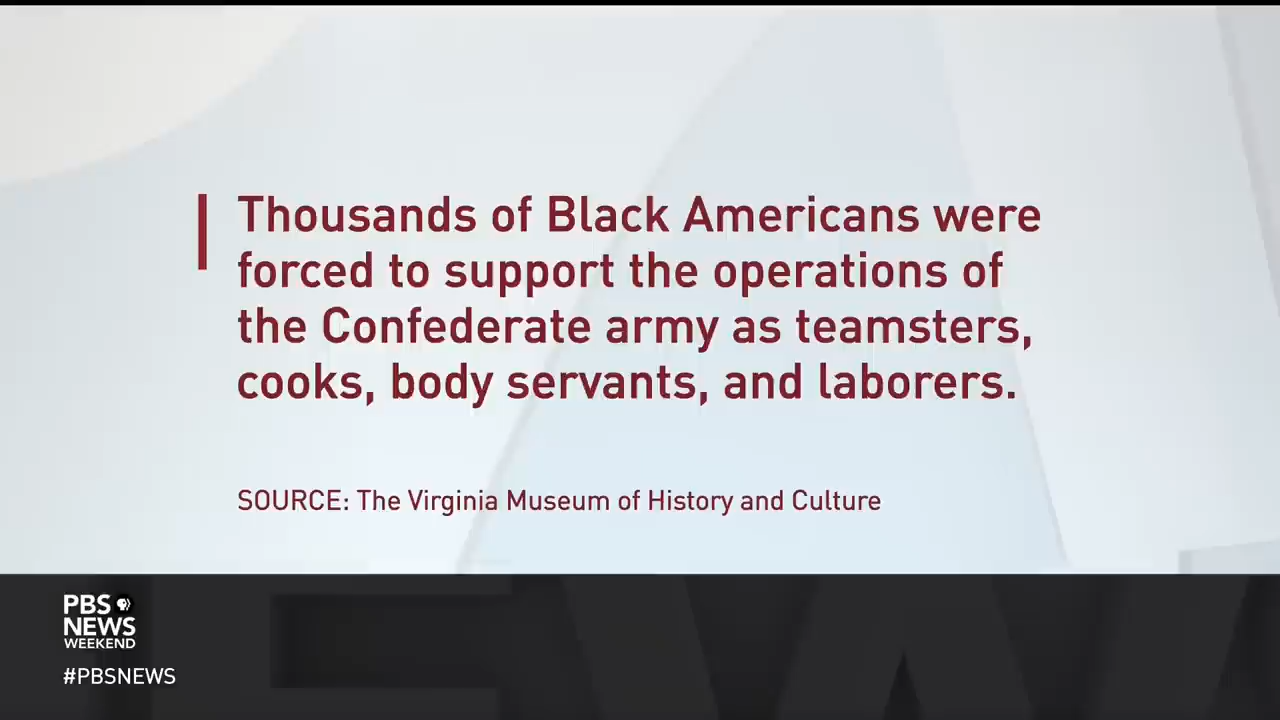 Thousands of Black Americans were
forced to support the operations of
the Confederate army as teamsters,
cooks, body servants, and laborers.
SOURCE: The Virginia Museum of History and Culture
PBS
NEWS
WEEKEND
#PBSNEWS